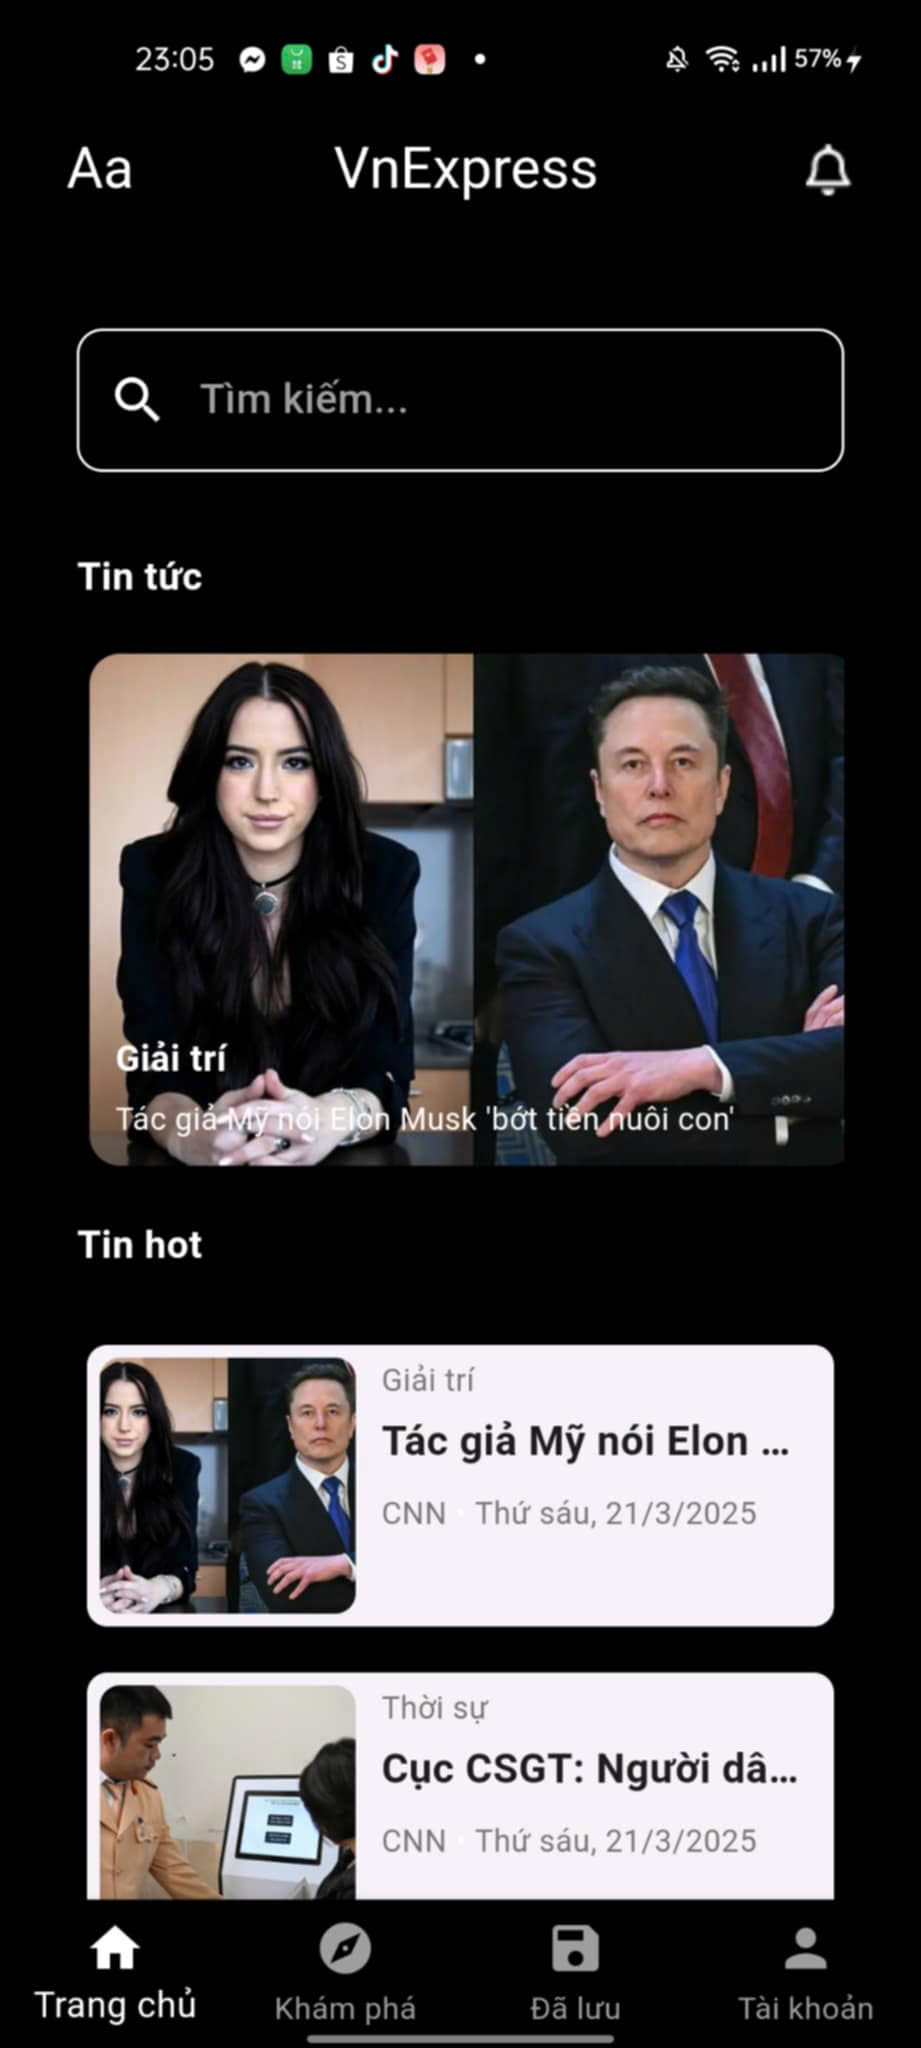 23:05
57%
Aa
VnExpress
Tìm kiếm...
Tin tức
Giải trí
Tác giả Mỹ nói Elon Musk 'bớt tiền nuôi con'
Tin hot
Giải trí
Tác giả Mỹ nói Elon ...
CNN · Thứ sáu, 21/3/2025
Thời sự
Cục CSGT: Người dâ...
CNN · Thứ sáu, 21/3/2025
Trang chủ
Khám phá
Đã lưu
Tài khoản